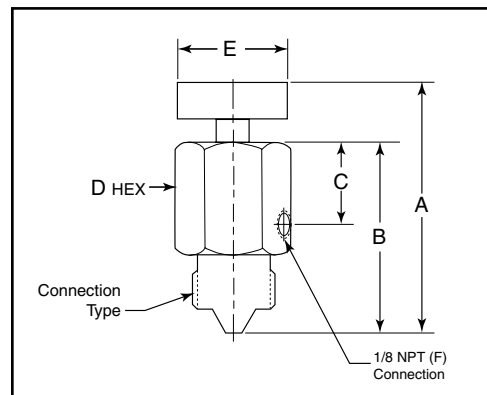 E
D HEX
C
A
B
Connection
Type
1/8 NPT (F)
Connection